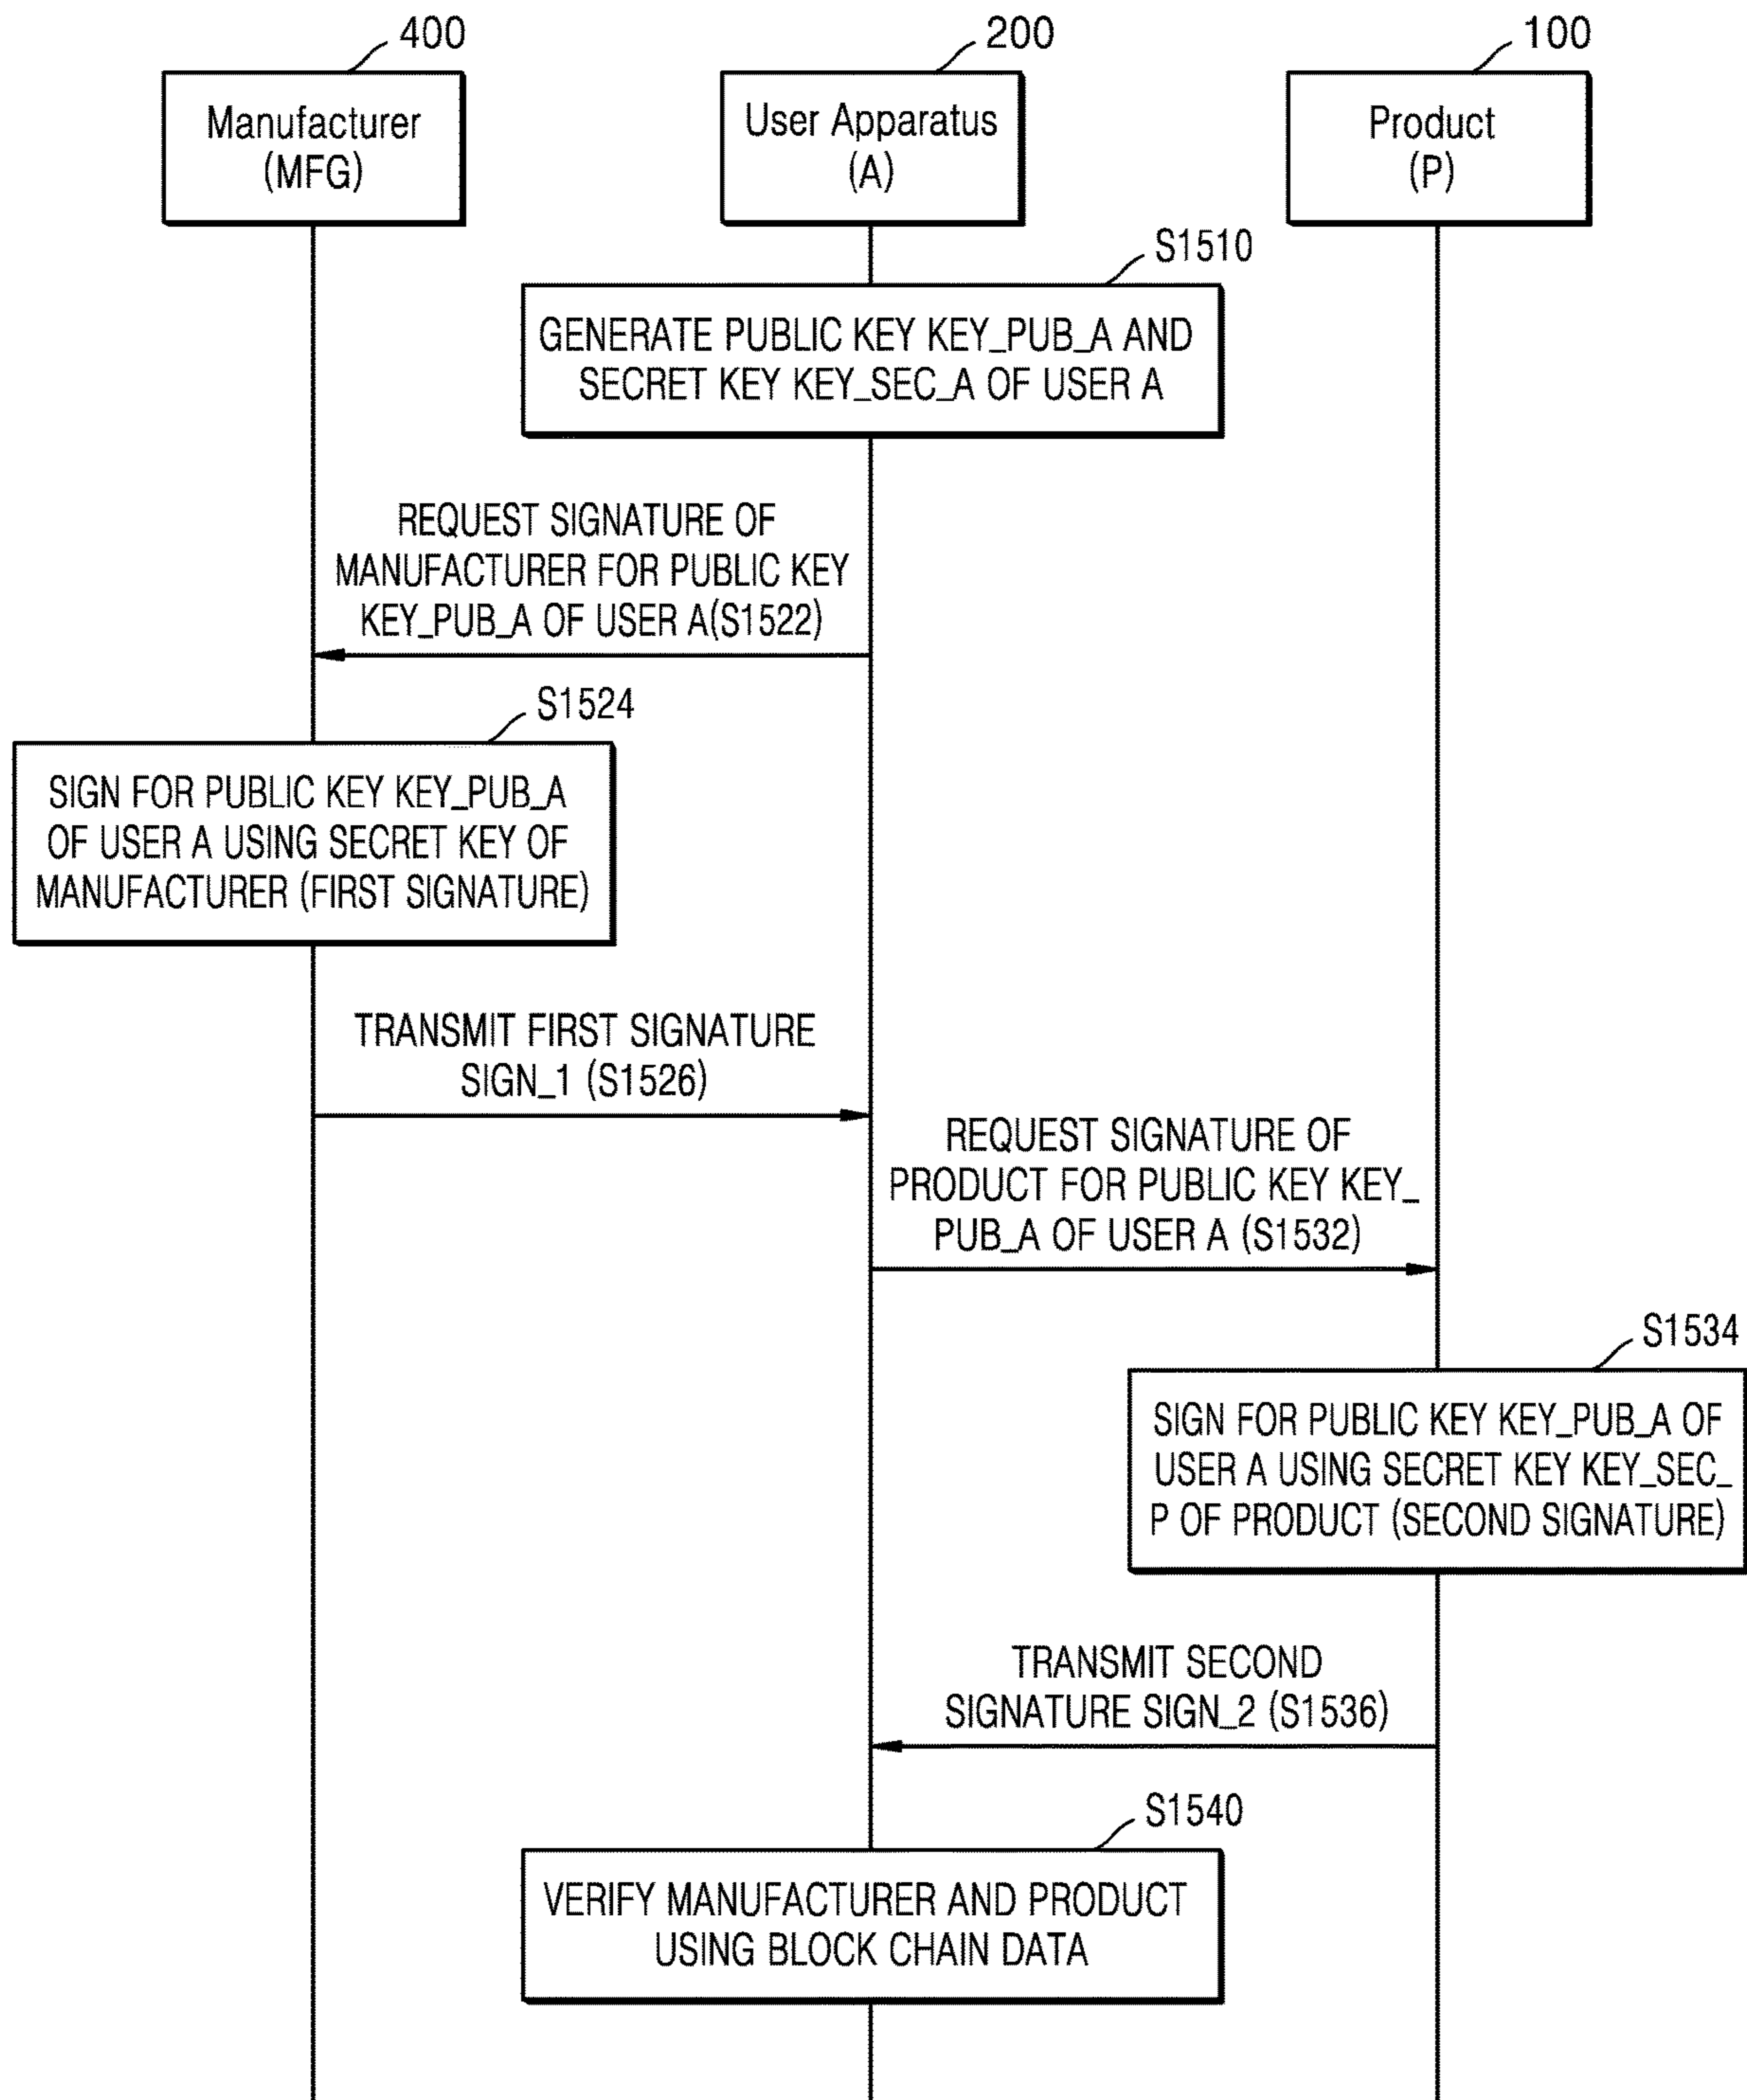 400
200
100
Manufacturer
(MFG)
User Apparatus
(A)
Product
(P)
S1510
GENERATE PUBLIC KEY KEY_PUB_A AND
SECRET KEY KEY_SEC_A OF USER A
REQUEST SIGNATURE OF
MANUFACTURER FOR PUBLIC KEY
KEY_PUB_A OF USER A(S1522)
S1524
SIGN FOR PUBLIC KEY KEY_PUB_A
OF USER A USING SECRET KEY OF
MANUFACTURER (FIRST SIGNATURE)
TRANSMIT FIRST SIGNATURE
SIGN_1 (S1526)
REQUEST SIGNATURE OF
PRODUCT FOR PUBLIC KEY KEY_
PUB_A OF USER A (S1532)
S1534
SIGN FOR PUBLIC KEY KEY_PUB_A OF
USER A USING SECRET KEY KEY_SEC_
P OF PRODUCT (SECOND SIGNATURE)
TRANSMIT SECOND
SIGNATURE SIGN_2 (S1536)
S1540
VERIFY MANUFACTURER AND PRODUCT
USING BLOCK CHAIN DATA